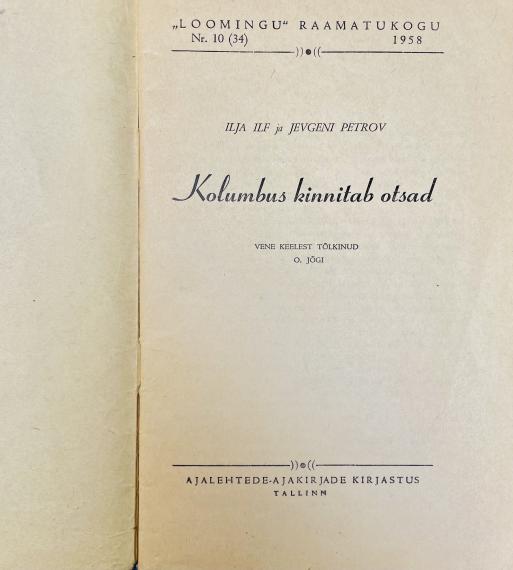 „LOOMINGU“ RAAMATUKOGU
Nr. 10 (34) 1958
ILJA ILF ja JEVGENI PETROV
Kolumbus kinnitab otsad
VENE KEELEST TÕLKINUD
O. JÕGI
AJALEHTEDE-AJAKIRJADE KIRJASTUS
TALLINN